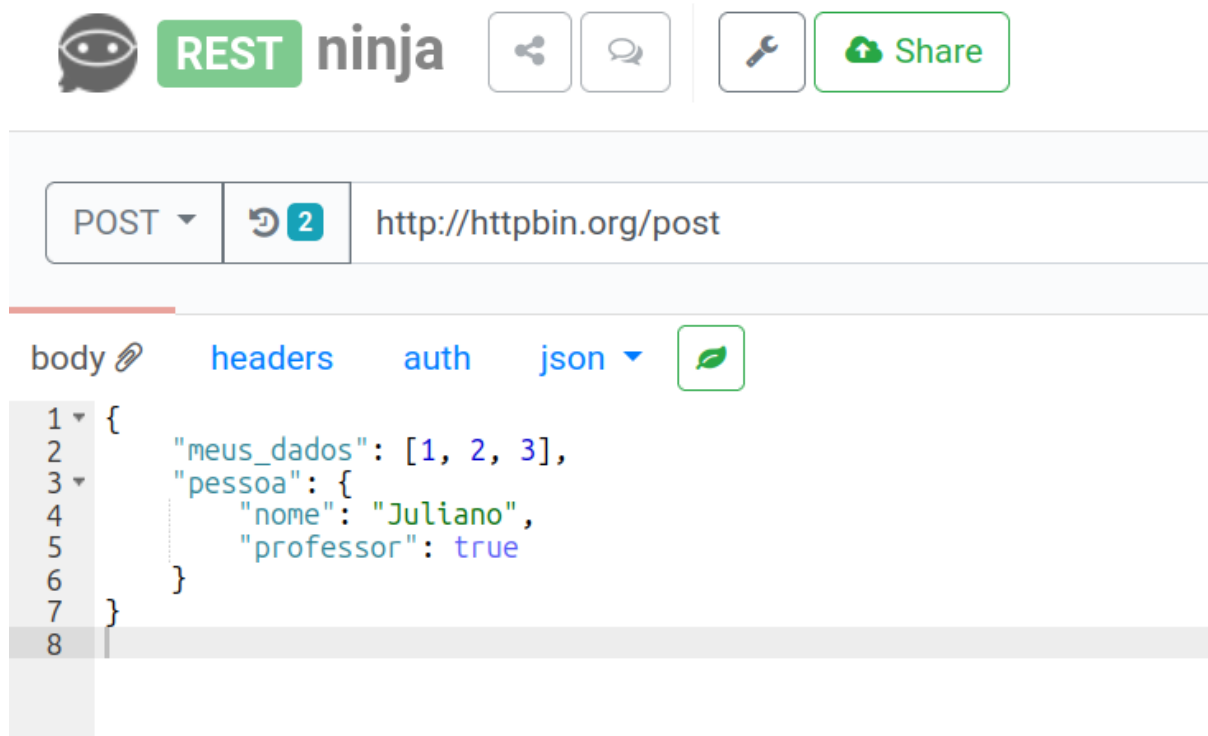 REST ninja Share
POST 2 http://httpbin.org/post
body headers auth json
1 {
2 "meus_dados": [1, 2, 3],
3 "pessoa": {
4 "nome": "Juliano",
5 "professor": true
6 }
7 }
8